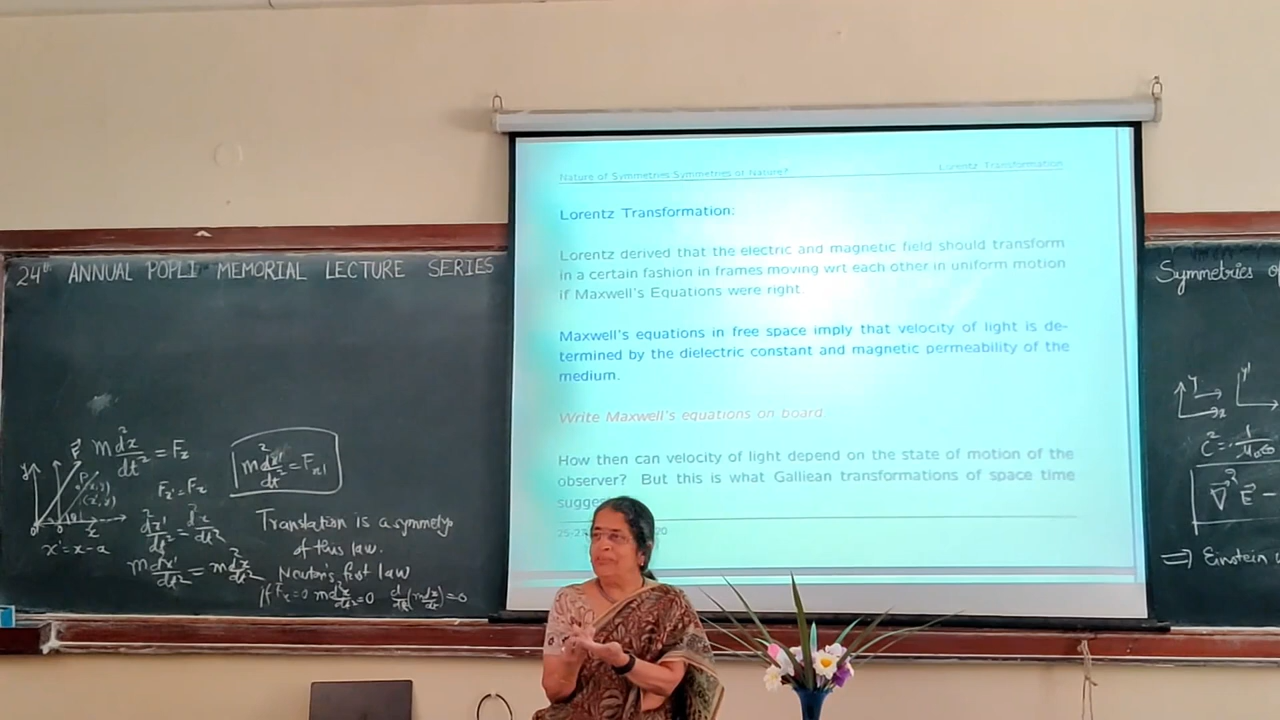 24th ANNUAL POPLI MEMORIAL LECTURE SERIES
m d²x/dt² = Fx
Fx' = Fx
d²x'/dt² = d²x/dt²
x' = x - a
m d²x'/dt² = m d²x/dt²
m d²x'/dt² = Fx'
Translation is a symmetry
of this law.
Newton's first law
If Fx = 0 m d²x/dt² = 0 d/dt (m dx/dt) = 0
Nature of Symmetries Symmetries of Nature?
Lorentz Transformation
Lorentz Transformation:
Lorentz derived that the electric and magnetic field should transform
in a certain fashion in frames moving wrt each other in uniform motion
if Maxwell's Equations were right.
Maxwell's equations in free space imply that velocity of light is de-
termined by the dielectric constant and magnetic permeability of the
medium.
Write Maxwell's equations on board.
How then can velocity of light depend on the state of motion of the
observer? But this is what Galliean transformations of space time
Symmetries
C² = 1/μ₀ε₀
∇² E −
⇒ Einstein